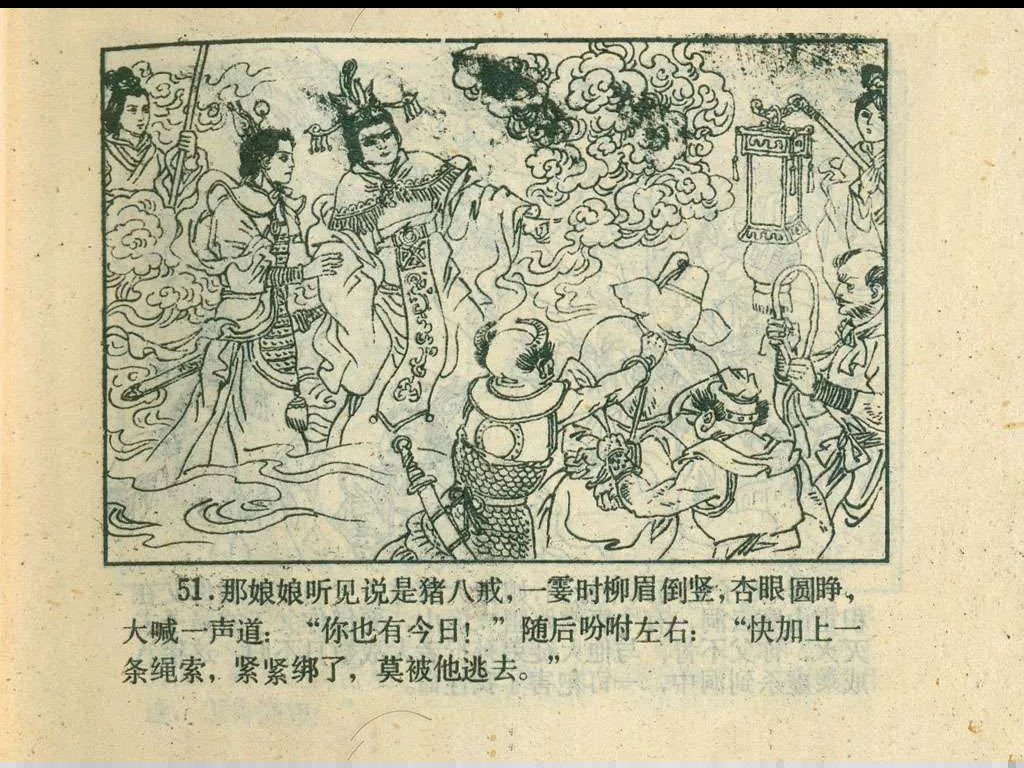 51.那娘娘听见说是猪八戒，一霎时柳眉倒竖，杏眼圆睁，
大喊一声道：“你也有今日！”随后吩咐左右：“快加上一
条绳索，紧紧绑了，莫被他逃去。”